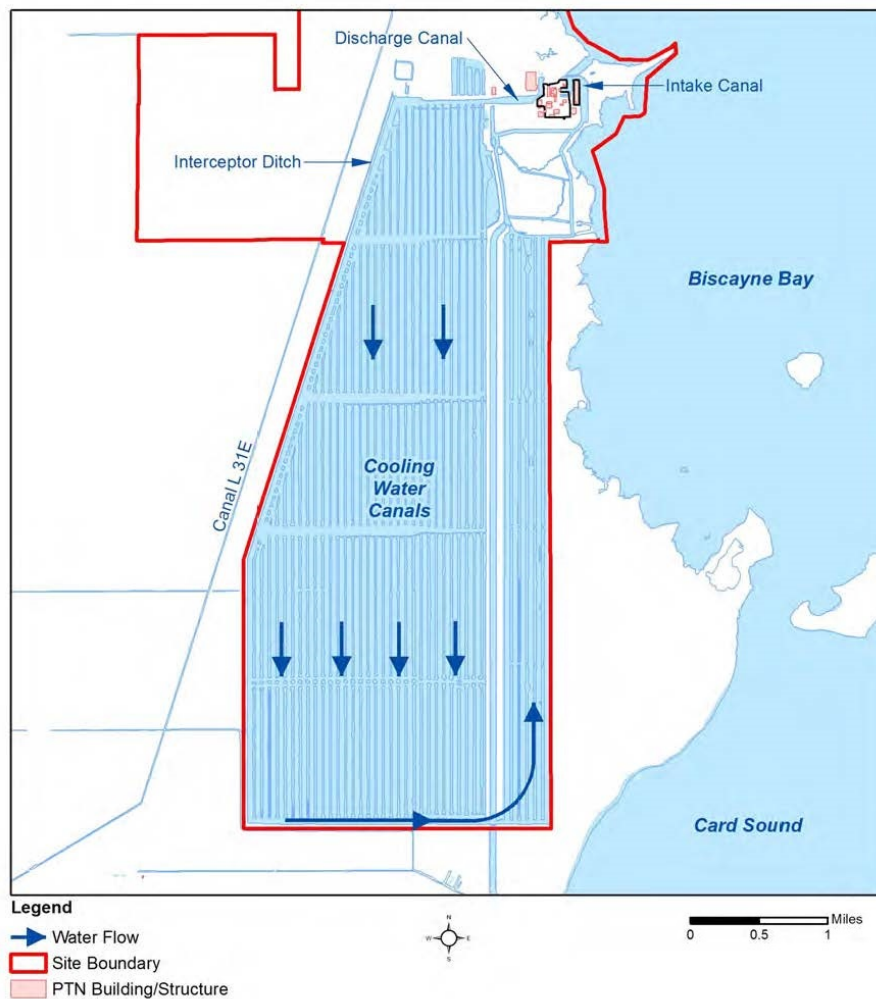 Discharge Canal
Intake Canal
Interceptor Ditch
Biscayne Bay
Canal L 31E
Cooling
Water
Canals
Card Sound
Legend
Water Flow
Site Boundary
PTN Building/Structure
N
W
E
S
Miles
0 0.5 1